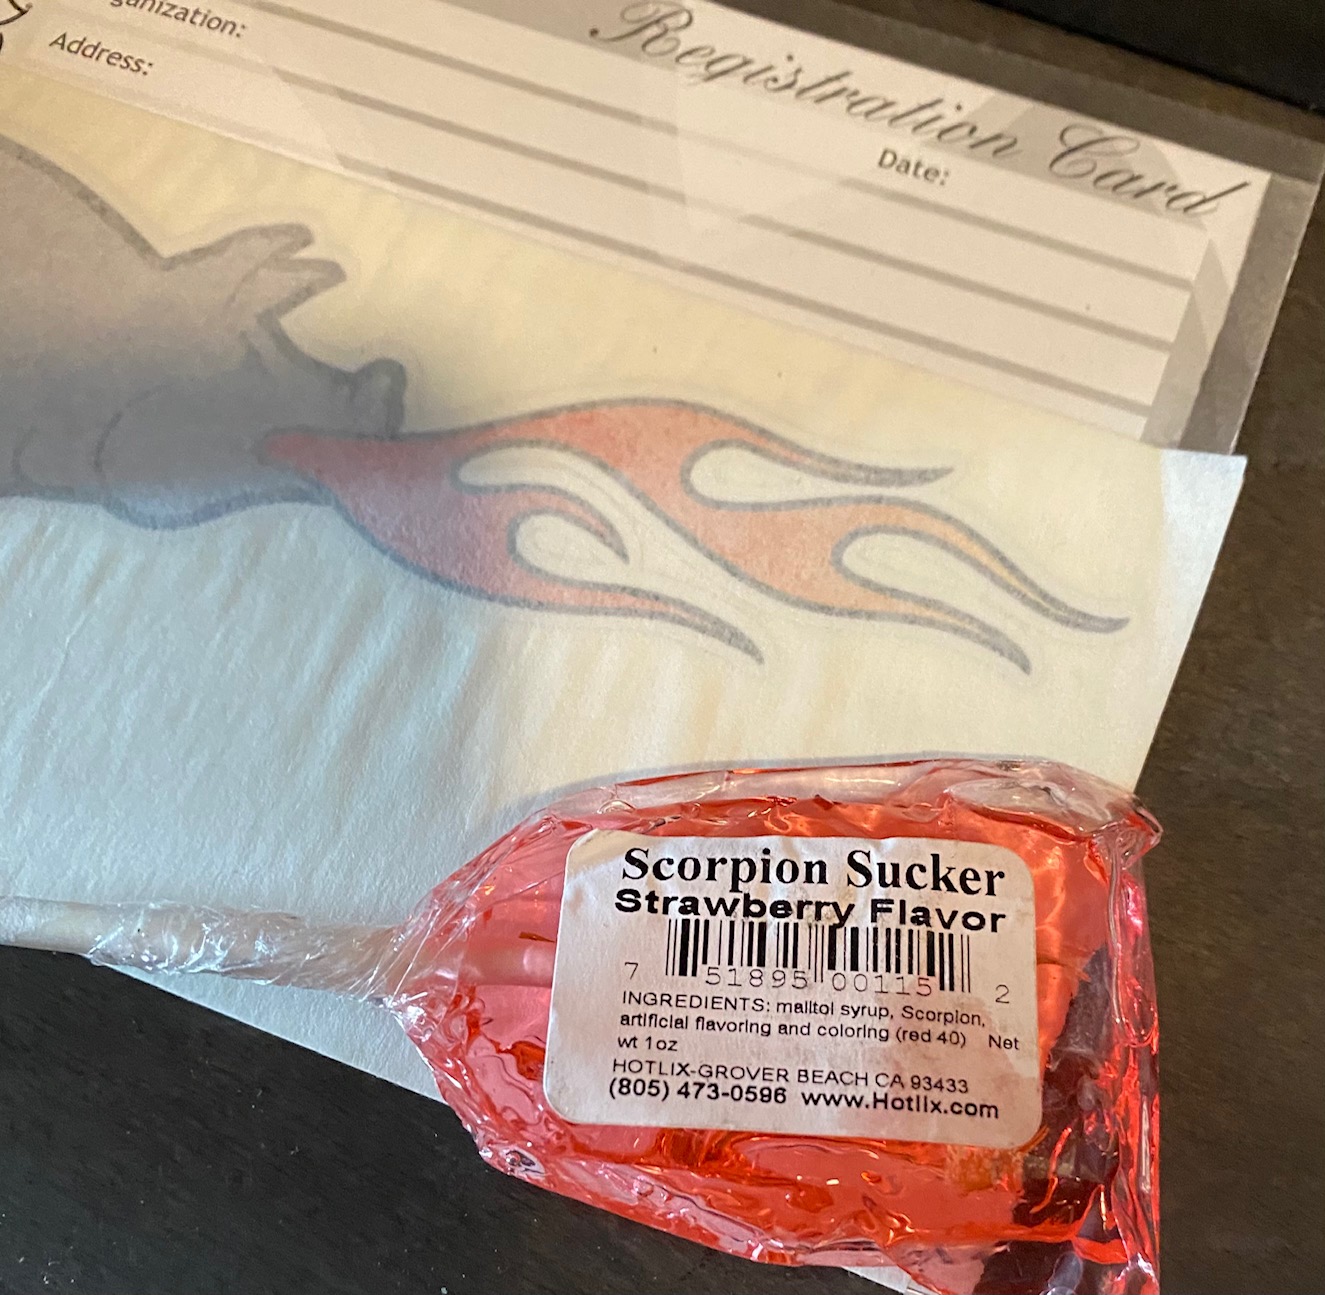 Registration Card
ganization:
Address:
Date:
Scorpion Sucker
Strawberry Flavor
7 51895 00115 2
INGREDIENTS: malltol syrup, Scorpion,
artificial flavoring and coloring (red 40) Net
wt 1oz
HOTLIX-GROVER BEACH CA 93433
(805) 473-0596 www.Hotlix.com